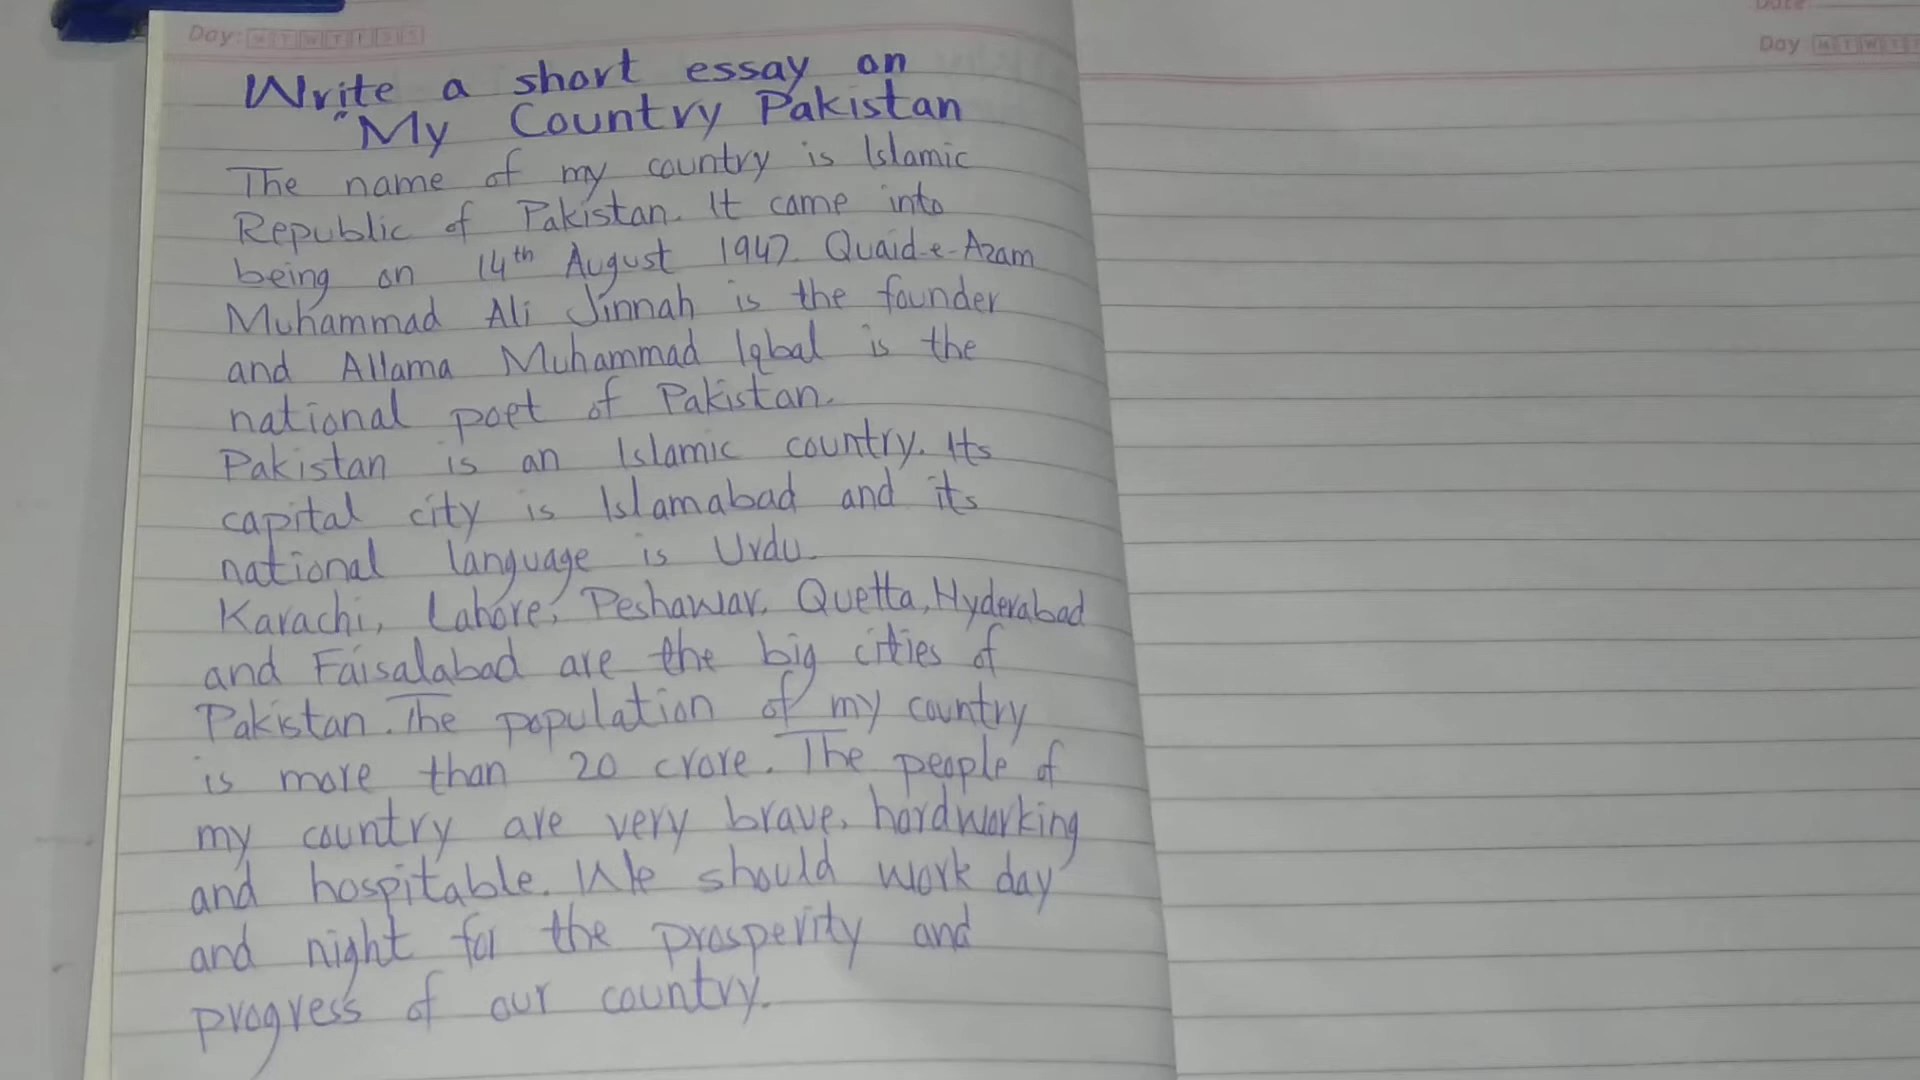 Day: M T W T F S S
Write a short essay on
"My Country Pakistan
The name of my country is Islamic
Republic of Pakistan. It came into
being on 14th August 1947. Quaid-e-Azam
Muhammad Ali Jinnah is the founder
and Allama Muhammad Iqbal is the
national poet of Pakistan.
Pakistan is an Islamic country. Its
capital city is Islamabad and its
national language is Urdu.
Karachi, Lahore, Peshawar, Quetta, Hyderabad
and Faisalabad are the big cities of
Pakistan. The population of my country
is more than 20 crore. The people of
my country are very brave, hardworking
and hospitable. We should work day
and night for the prosperity and
progress of our country.
Date
Day M T W T